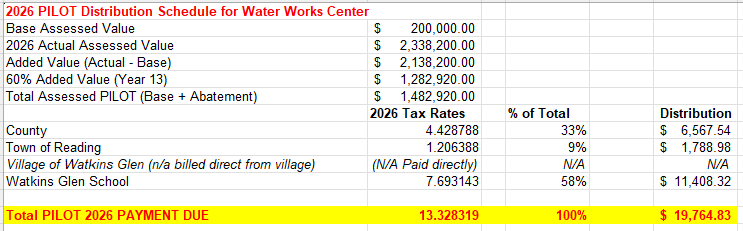 2026 PILOT Distribution Schedule for Water Works Center
Base Assessed Value $ 200,000.00
2026 Actual Assessed Value $ 2,338,200.00
Added Value (Actual - Base) $ 2,138,200.00
60% Added Value (Year 13) $ 1,282,920.00
Total Assessed PILOT (Base + Abatement) $ 1,482,920.00
2026 Tax Rates % of Total Distribution
County 4.428788 33% $ 6,567.54
Town of Reading 1.206388 9% $ 1,788.98
Village of Watkins Glen (n/a billed direct from village) (N/A Paid directly) N/A N/A
Watkins Glen School 7.693143 58% $ 11,408.32
Total PILOT 2026 PAYMENT DUE 13.328319 100% $ 19,764.83